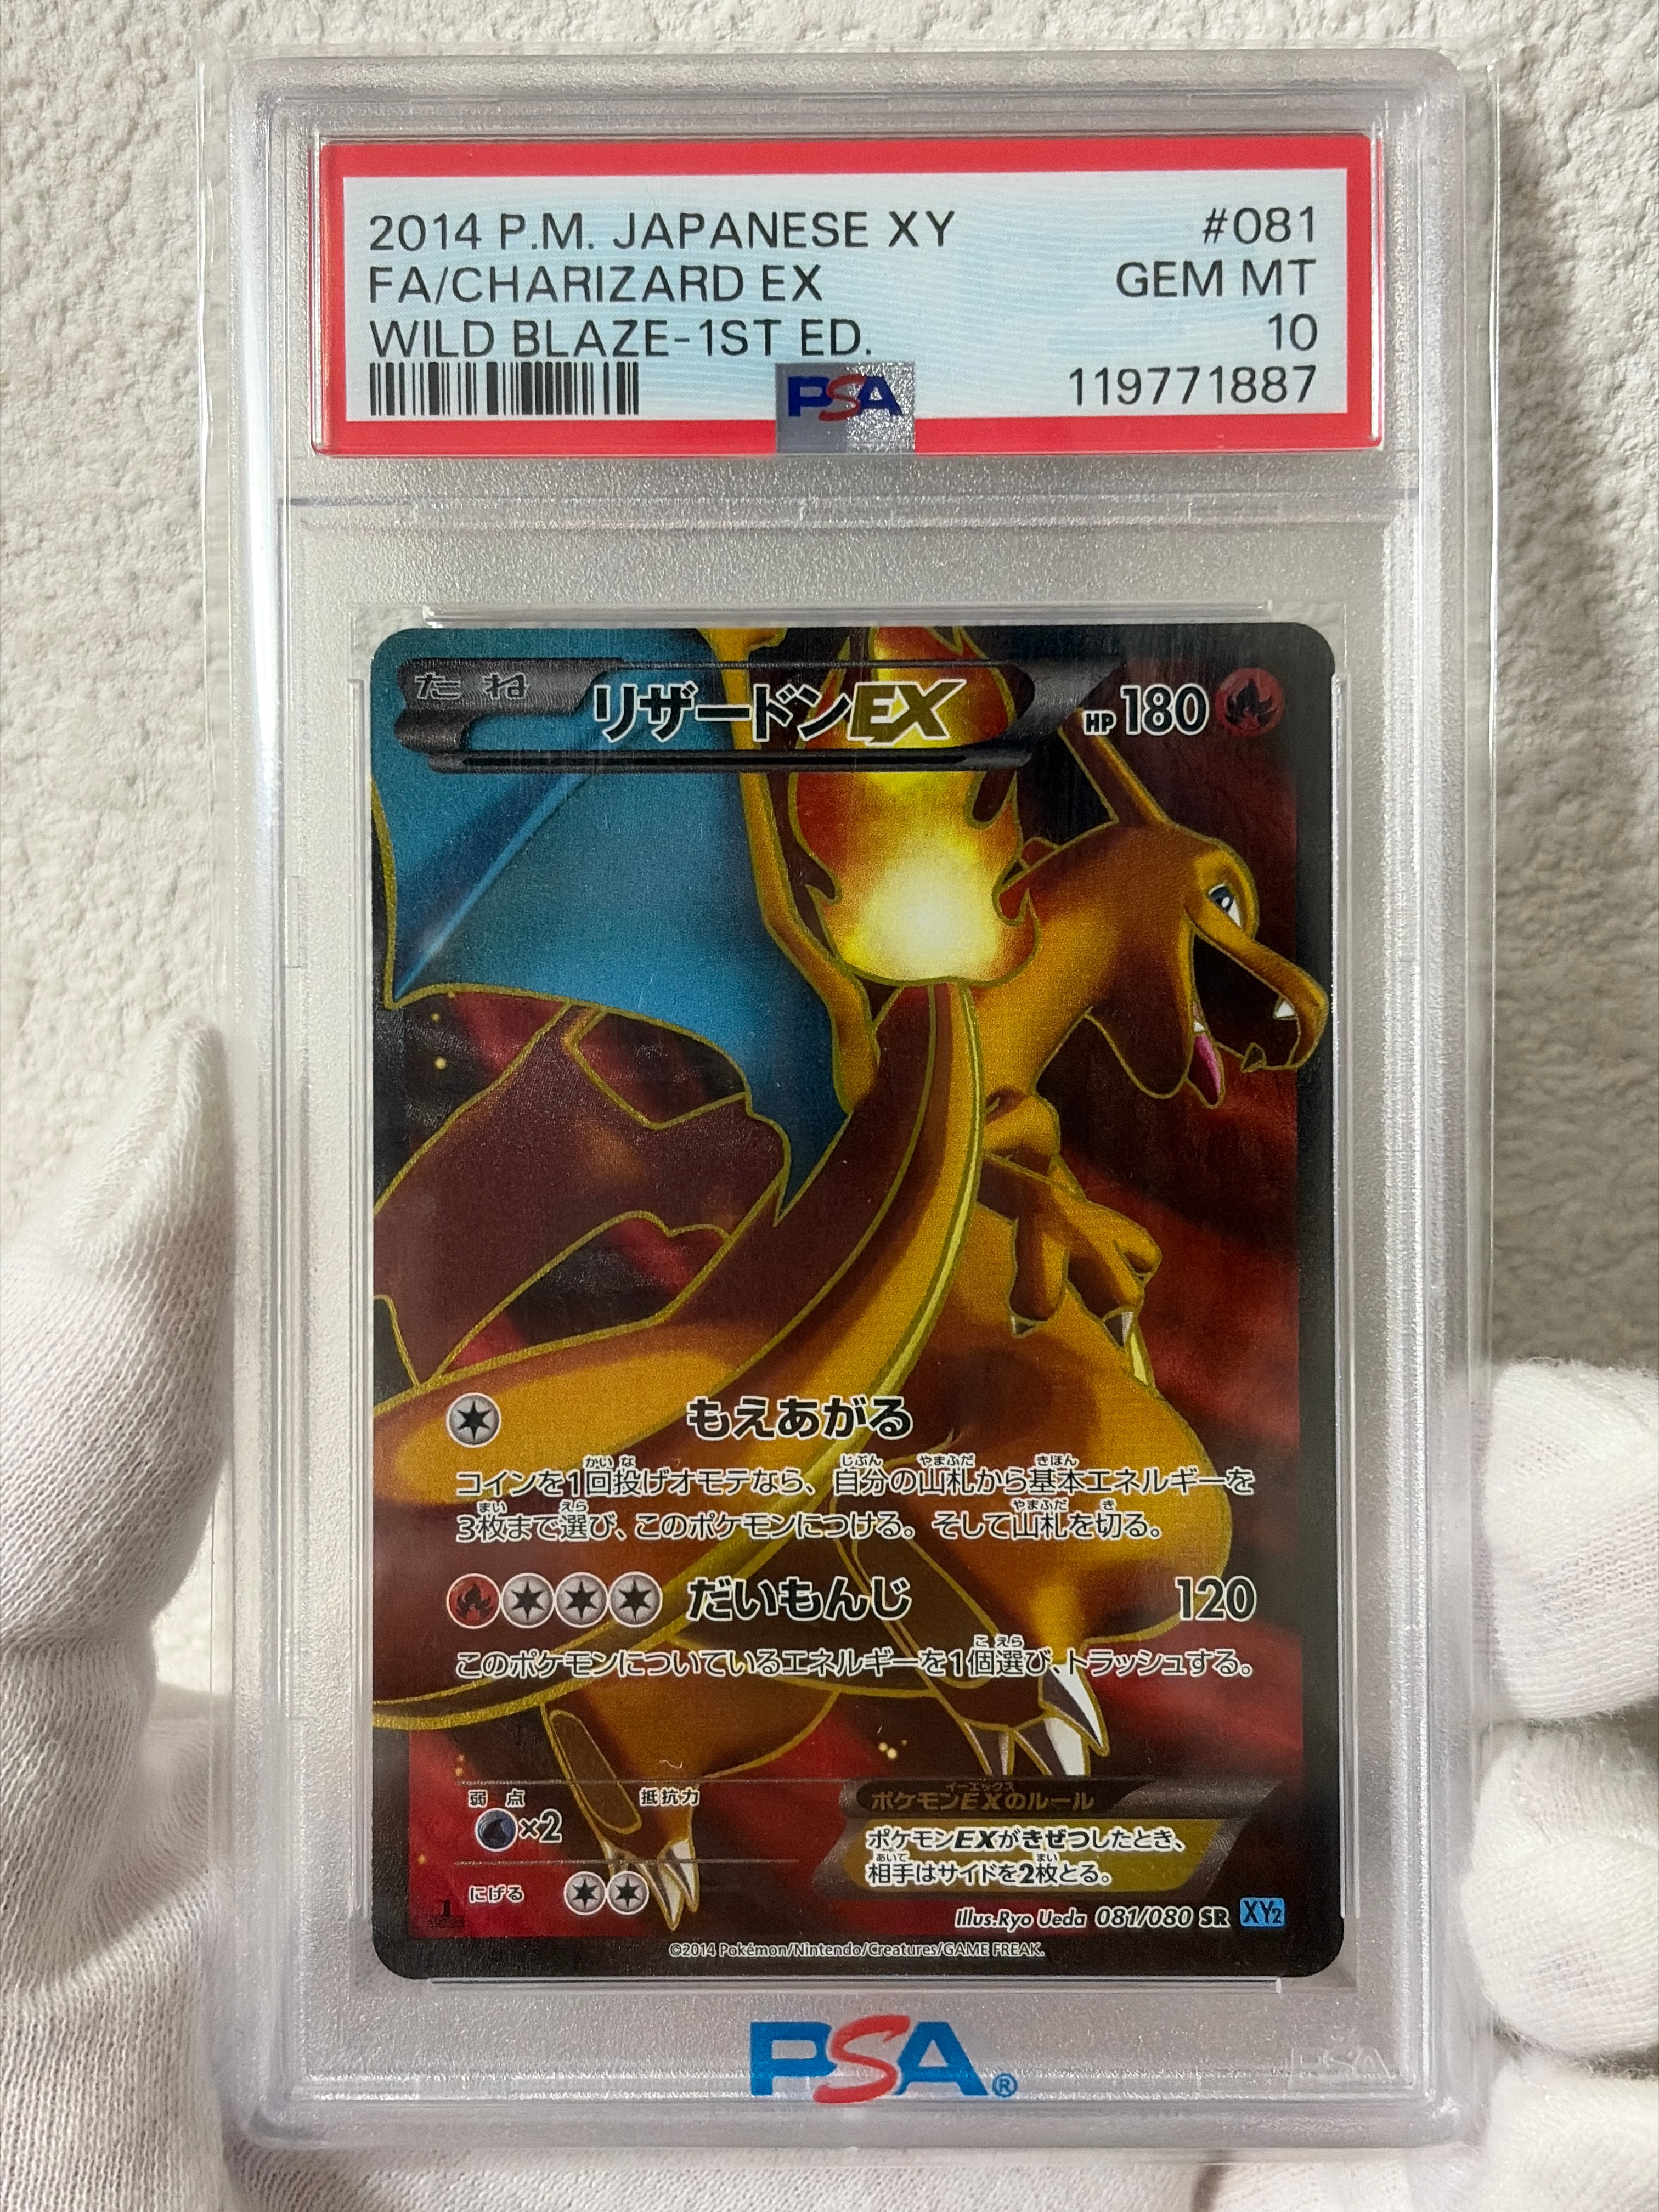 2014 P.M. JAPANESE XY #081
FA/CHARIZARD EX GEM MT
WILD BLAZE-1ST ED. 10
119771887
PSA
たね リザードンEX HP180
もえあがる
コインを1回投げオモテなら、自分の山札から基本エネルギーを
3枚まで選び、このポケモンにつける。そして山札を切る。
だいもんじ 120
このポケモンについているエネルギーを1個選び、トラッシュする。
弱点 抵抗力
×2
にげる
ポケモンEXのルール
ポケモンEXがきぜつしたとき、
相手はサイドを2枚とる。
1
Illus.Ryo Ueda 081/080 SR XY2
©2014 Pokémon/Nintendo/Creatures/GAME FREAK.
PSA®
PSA